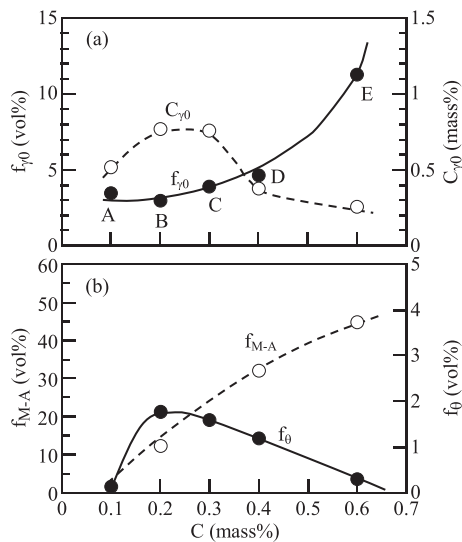 (a)
15
10
5
0
f_γ0 (vol%)
1.5
1
0.5
0
C_γ0 (mass%)
C_γ0
f_γ0
A
B
C
D
E
(b)
60
50
40
30
20
10
0
f_M-A (vol%)
5
4
3
2
1
0
f_θ (vol%)
f_M-A
f_θ
0 0.1 0.2 0.3 0.4 0.5 0.6 0.7
C (mass%)